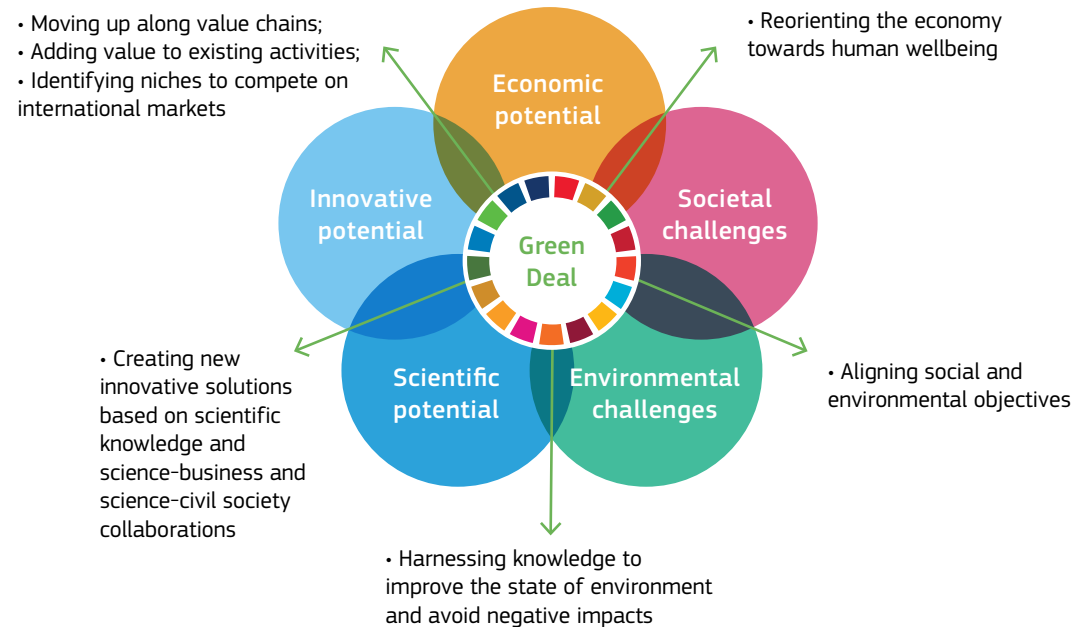 • Moving up along value chains;
• Adding value to existing activities;
• Identifying niches to compete on
international markets
• Reorienting the economy
towards human wellbeing
Economic
potential
Innovative
potential
Societal
challenges
Green
Deal
Scientific
potential
Environmental
challenges
• Creating new
innovative solutions
based on scientific
knowledge and
science-business and
science-civil society
collaborations
• Aligning social and
environmental objectives
• Harnessing knowledge to
improve the state of environment
and avoid negative impacts